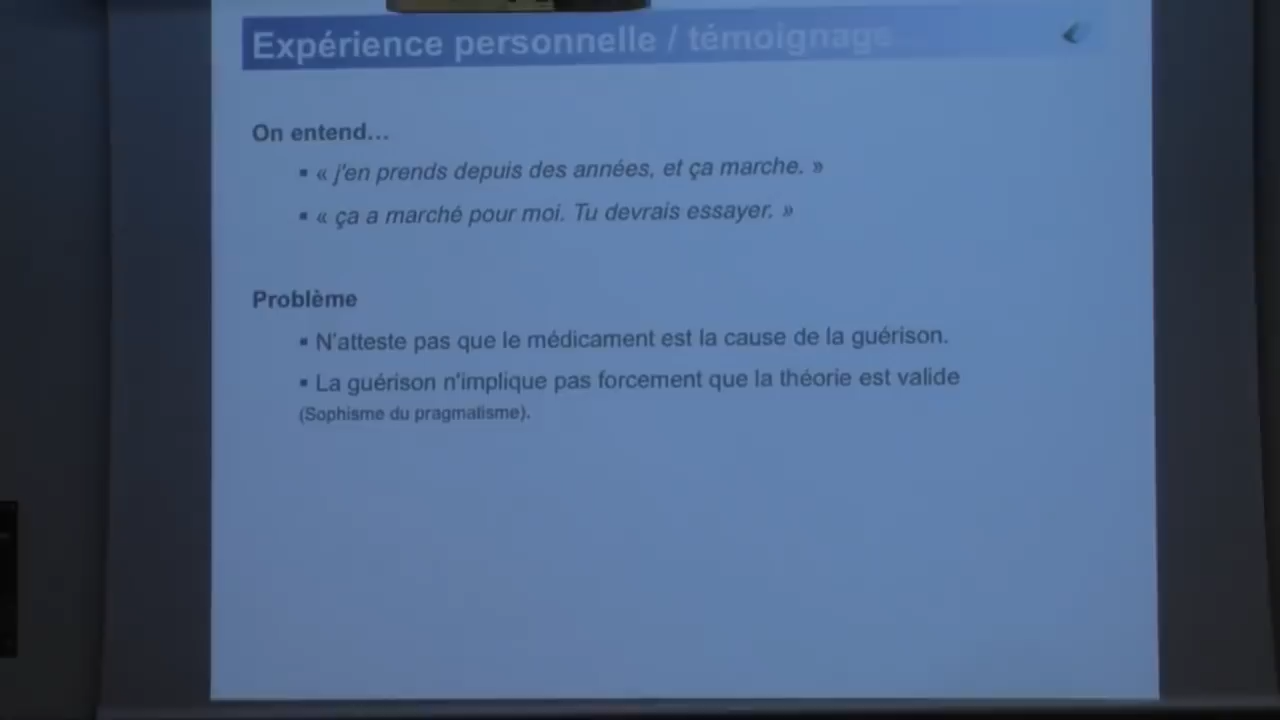 Expérience personnelle / témoignage...
On entend...
▪ « j'en prends depuis des années, et ça marche. »
▪ « ça a marché pour moi. Tu devrais essayer. »
Problème
▪ N'atteste pas que le médicament est la cause de la guérison.
▪ La guérison n'implique pas forcement que la théorie est valide
(Sophisme du pragmalisme).